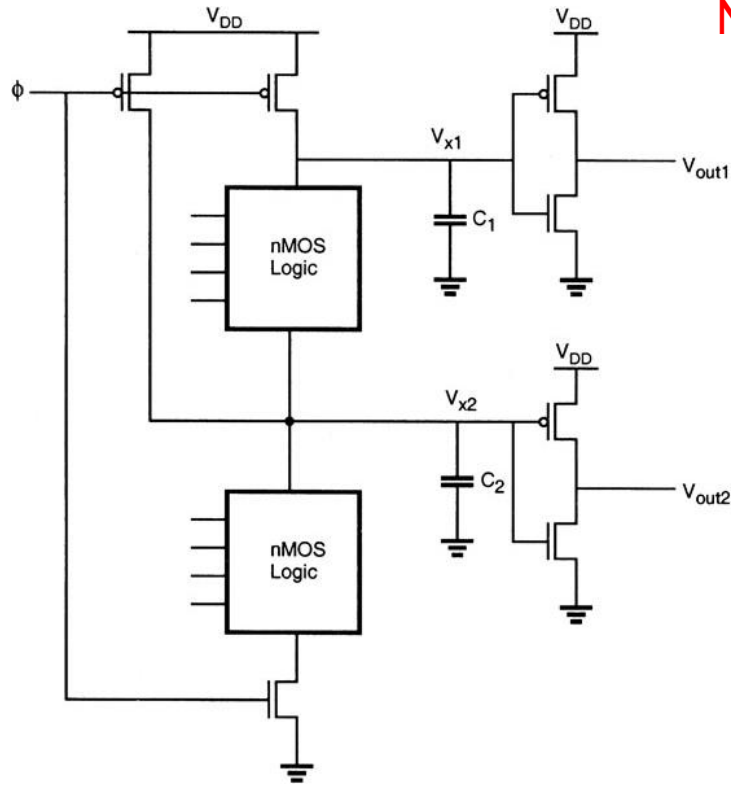 V_DD
V_DD
ϕ
V_x1
V_out1
C_1
nMOS
Logic
V_DD
V_x2
C_2
V_out2
nMOS
Logic